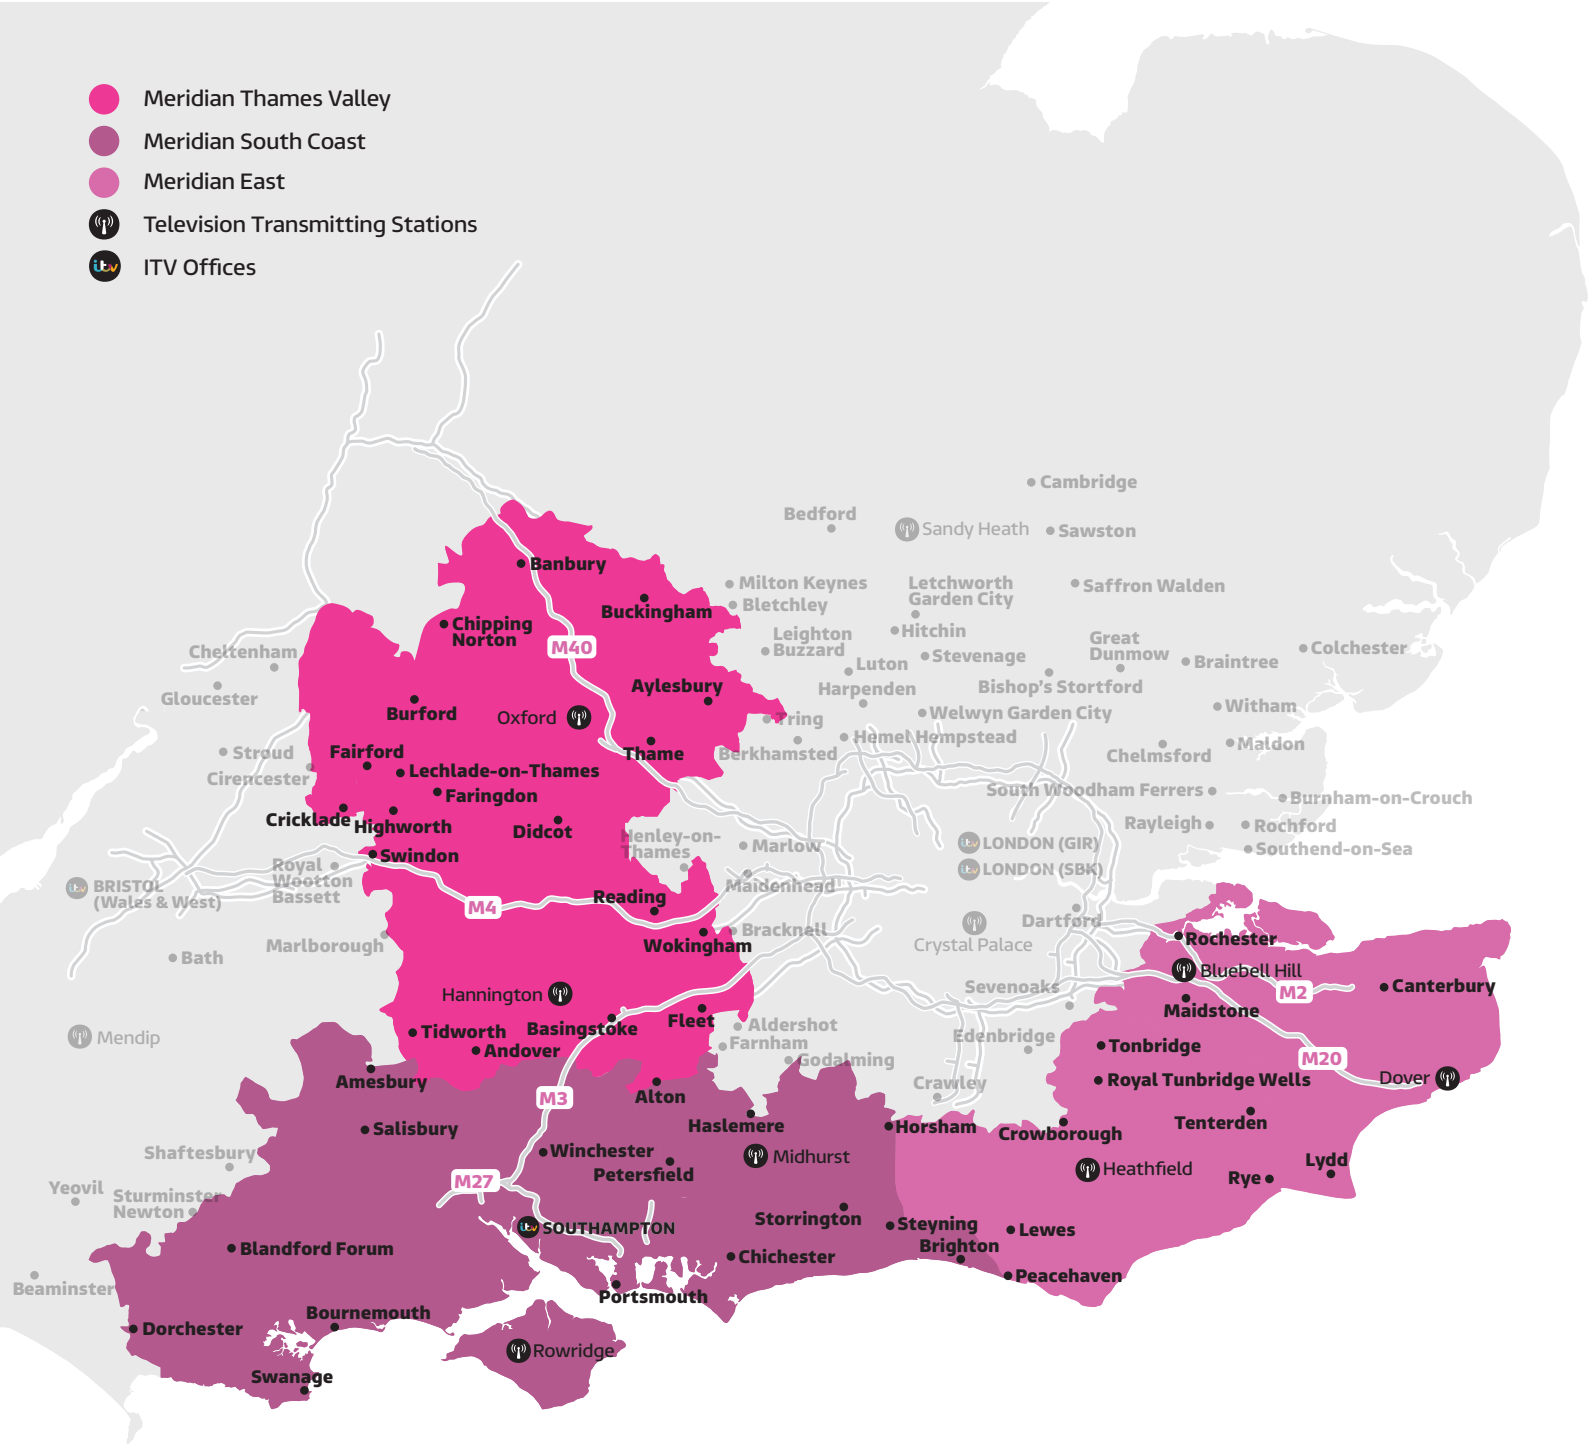 Meridian Thames Valley
Meridian South Coast
Meridian East
Television Transmitting Stations
itv
ITV Offices
Cambridge
Bedford
Sandy Heath
Sawston
Banbury
Milton Keynes
Letchworth
Garden City
Saffron Walden
Buckingham
Bletchley
Chipping
Norton
Hitchin
Leighton
Buzzard
Great
Dunmow
M40
Cheltenham
Luton
Stevenage
Braintree
Colchester
Gloucester
Aylesbury
Harpenden
Bishop's Stortford
Burford
Oxford
Tring
Welwyn Garden City
Witham
Stroud
Fairford
Thame
Berkhamsted
Hemel Hempstead
Chelmsford
Maldon
Cirencester
Lechlade-on-Thames
Faringdon
South Woodham Ferrers
Burnham-on-Crouch
Cricklade
Highworth
Didcot
Rayleigh
Rochford
Henley-on-
Thames
Marlow
itv
LONDON (GIR)
Southend-on-Sea
Swindon
itv
LONDON (SBK)
Royal
Wootton
Bassett
itv
BRISTOL
(Wales & West)
Maidenhead
Reading
M4
Dartford
Marlborough
Wokingham
Bracknell
Crystal Palace
Rochester
Bath
Bluebell Hill
Hannington
Sevenoaks
M2
Canterbury
Maidstone
Tidworth
Basingstoke
Fleet
Aldershot
Mendip
Andover
Farnham
Edenbridge
Tonbridge
Godalming
M20
Amesbury
Crawley
Royal Tunbridge Wells
Dover
M3
Alton
Salisbury
Haslemere
Horsham
Crowborough
Tenterden
Shaftesbury
Winchester
Petersfield
Midhurst
Heathfield
Lydd
Yeovil
M27
Rye
Sturminster
Newton
itv
SOUTHAMPTON
Storrington
Steyning
Lewes
Blandford Forum
Chichester
Brighton
Beaminster
Portsmouth
Peacehaven
Dorchester
Bournemouth
Rowridge
Swanage